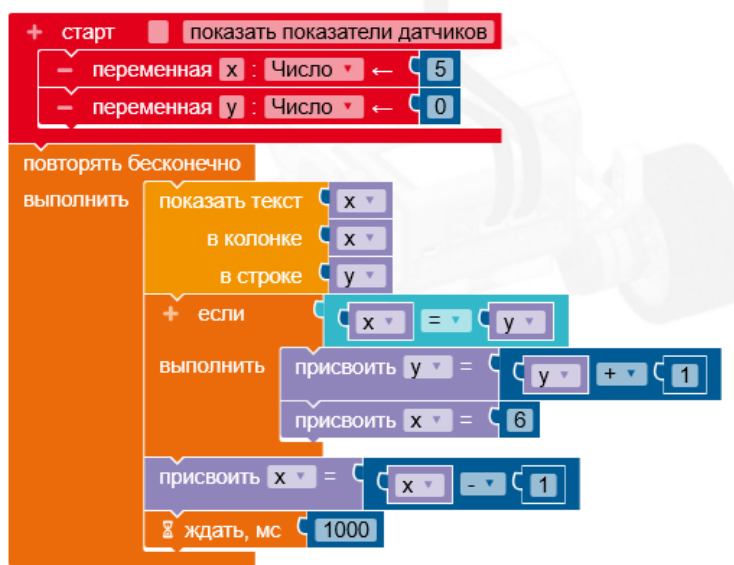 + старт показать показатели датчиков
− переменная x : Число ← 5
− переменная y : Число ← 0
повторять бесконечно
выполнить показать текст x
в колонке x
в строке y
+ если x = y
выполнить присвоить y = y + 1
присвоить x = 6
присвоить x = x - 1
ждать, мс 1000